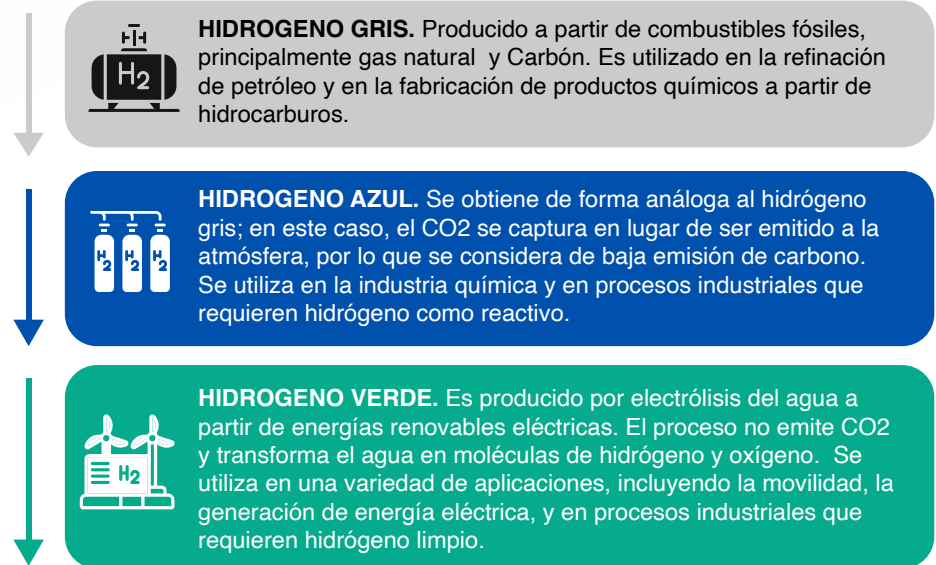 HIDROGENO GRIS. Producido a partir de combustibles fósiles,
principalmente gas natural  y Carbón. Es utilizado en la refinación
de petróleo y en la fabricación de productos químicos a partir de
hidrocarburos.
H-H
H2
HIDROGENO AZUL. Se obtiene de forma análoga al hidrógeno
gris; en este caso, el CO2 se captura en lugar de ser emitido a la
atmósfera, por lo que se considera de baja emisión de carbono.
Se utiliza en la industria química y en procesos industriales que
requieren hidrógeno como reactivo.
H2 H2 H2
HIDROGENO VERDE. Es producido por electrólisis del agua a
partir de energías renovables eléctricas. El proceso no emite CO2
y transforma el agua en moléculas de hidrógeno y oxígeno.  Se
utiliza en una variedad de aplicaciones, incluyendo la movilidad, la
generación de energía eléctrica, y en procesos industriales que
requieren hidrógeno limpio.
H2